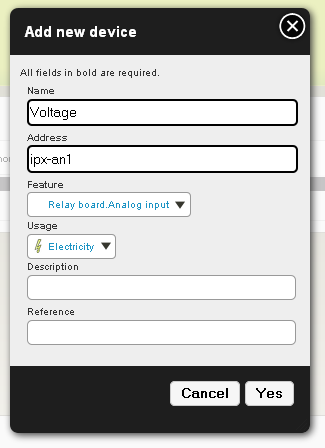 Add new device
All fields in bold are required.
Name
Voltage
Address
ipx-an1
Feature
Relay board.Analog input
Usage
Electricity
Description
Reference
Cancel Yes